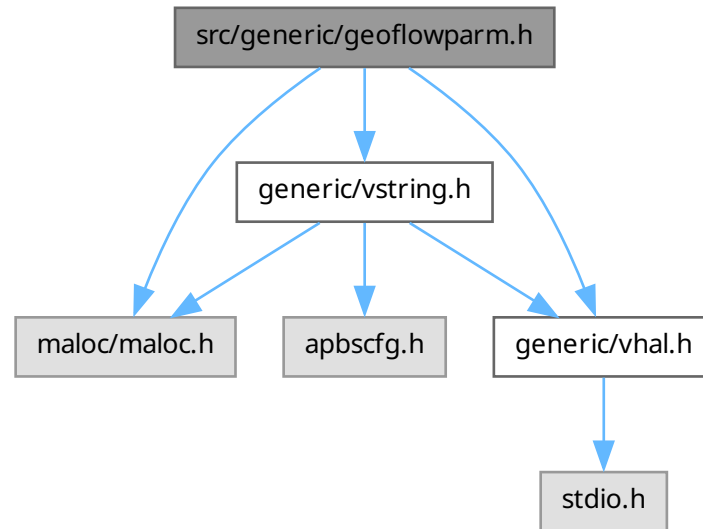 src/generic/geoflowparm.h
generic/vstring.h
maloc/maloc.h
apbscfg.h
generic/vhal.h
stdio.h